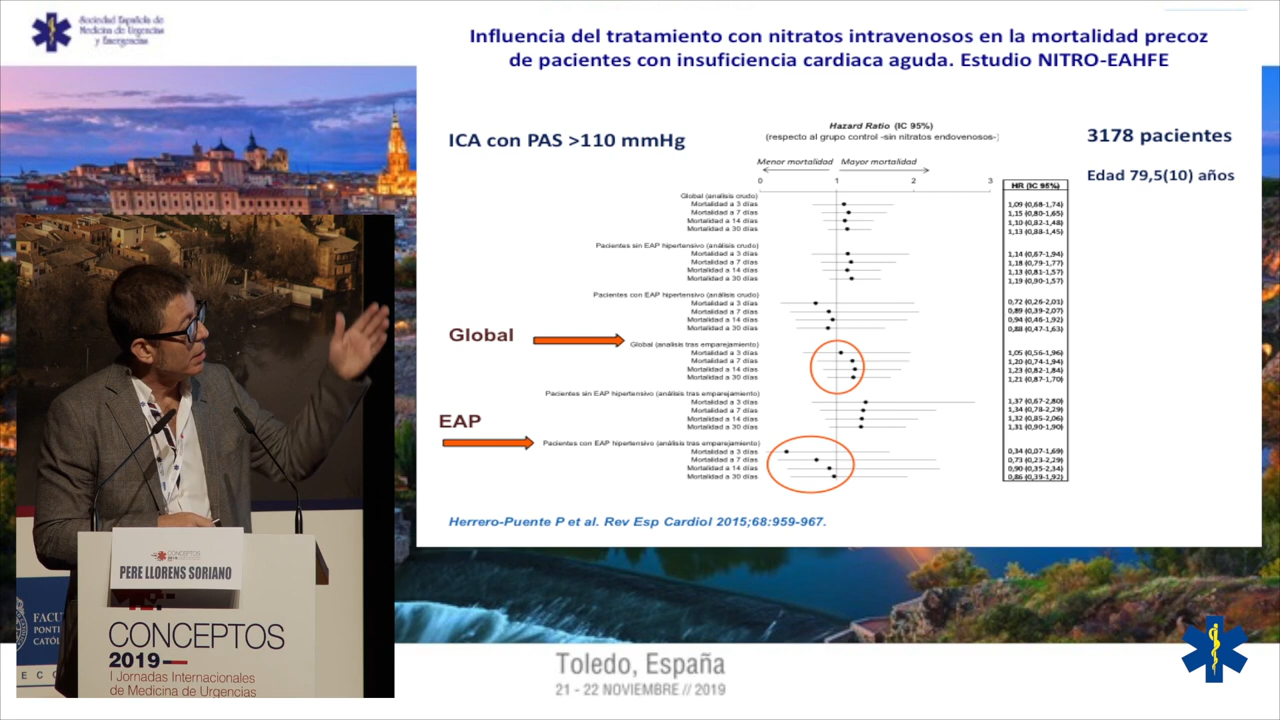 Sociedad Española de
Medicina de Urgencias
y Emergencias
Influencia del tratamiento con nitratos intravenosos en la mortalidad precoz
de pacientes con insuficiencia cardiaca aguda. Estudio NITRO-EAHFE
ICA con PAS >110 mmHg
Hazard Ratio (IC 95%)
(respecto al grupo control -sin nitratos endovenosos-)
3178 pacientes
Edad 79,5(10) años
Menor mortalidad Mayor mortalidad
0 1 2 3
HR (IC 95%)
Global (analisis crudo)
Mortalidad a 3 días 1,09 (0,68-1,74)
Mortalidad a 7 días 1,15 (0,80-1,65)
Mortalidad a 14 días 1,10 (0,82-1,48)
Mortalidad a 30 días 1,13 (0,88-1,45)
Pacientes sin EAP hipertensivo (análisis crudo)
Mortalidad a 3 días 1,14 (0,67-1,94)
Mortalidad a 7 días 1,18 (0,79-1,77)
Mortalidad a 14 días 1,13 (0,81-1,57)
Mortalidad a 30 días 1,19 (0,90-1,57)
Pacientes con EAP hipertensivo (análisis crudo)
Mortalidad a 3 días 0,72 (0,26-2,01)
Mortalidad a 7 días 0,89 (0,39-2,07)
Mortalidad a 14 días 0,94 (0,46-1,92)
Mortalidad a 30 días 0,88 (0,47-1,63)
Global
Global (analisis tras emparejamiento)
Mortalidad a 3 días 1,05 (0,56-1,96)
Mortalidad a 7 días 1,20 (0,74-1,94)
Mortalidad a 14 días 1,23 (0,82-1,84)
Mortalidad a 30 días 1,21 (0,87-1,70)
Pacientes sin EAP hipertensivo (análisis tras emparejamiento)
Mortalidad a 3 días 1,37 (0,67-2,80)
Mortalidad a 7 días 1,34 (0,78-2,29)
Mortalidad a 14 días 1,32 (0,85-2,06)
Mortalidad a 30 días 1,31 (0,90-1,90)
EAP
Pacientes con EAP hipertensivo (análisis tras emparejamiento)
Mortalidad a 3 días 0,34 (0,07-1,69)
Mortalidad a 7 días 0,73 (0,23-2,29)
Mortalidad a 14 días 0,90 (0,35-2,34)
Mortalidad a 30 días 0,86 (0,39-1,92)
Herrero-Puente P et al. Rev Esp Cardiol 2015;68:959-967.
CONCEPTOS
2019
PERE LLORENS SORIANO
FACU
PONTI
CATÓL
CONCEPTOS
2019
I Jornadas Internacionales
de Medicina de Urgencias
Toledo, España
21 - 22 NOVIEMBRE // 2019